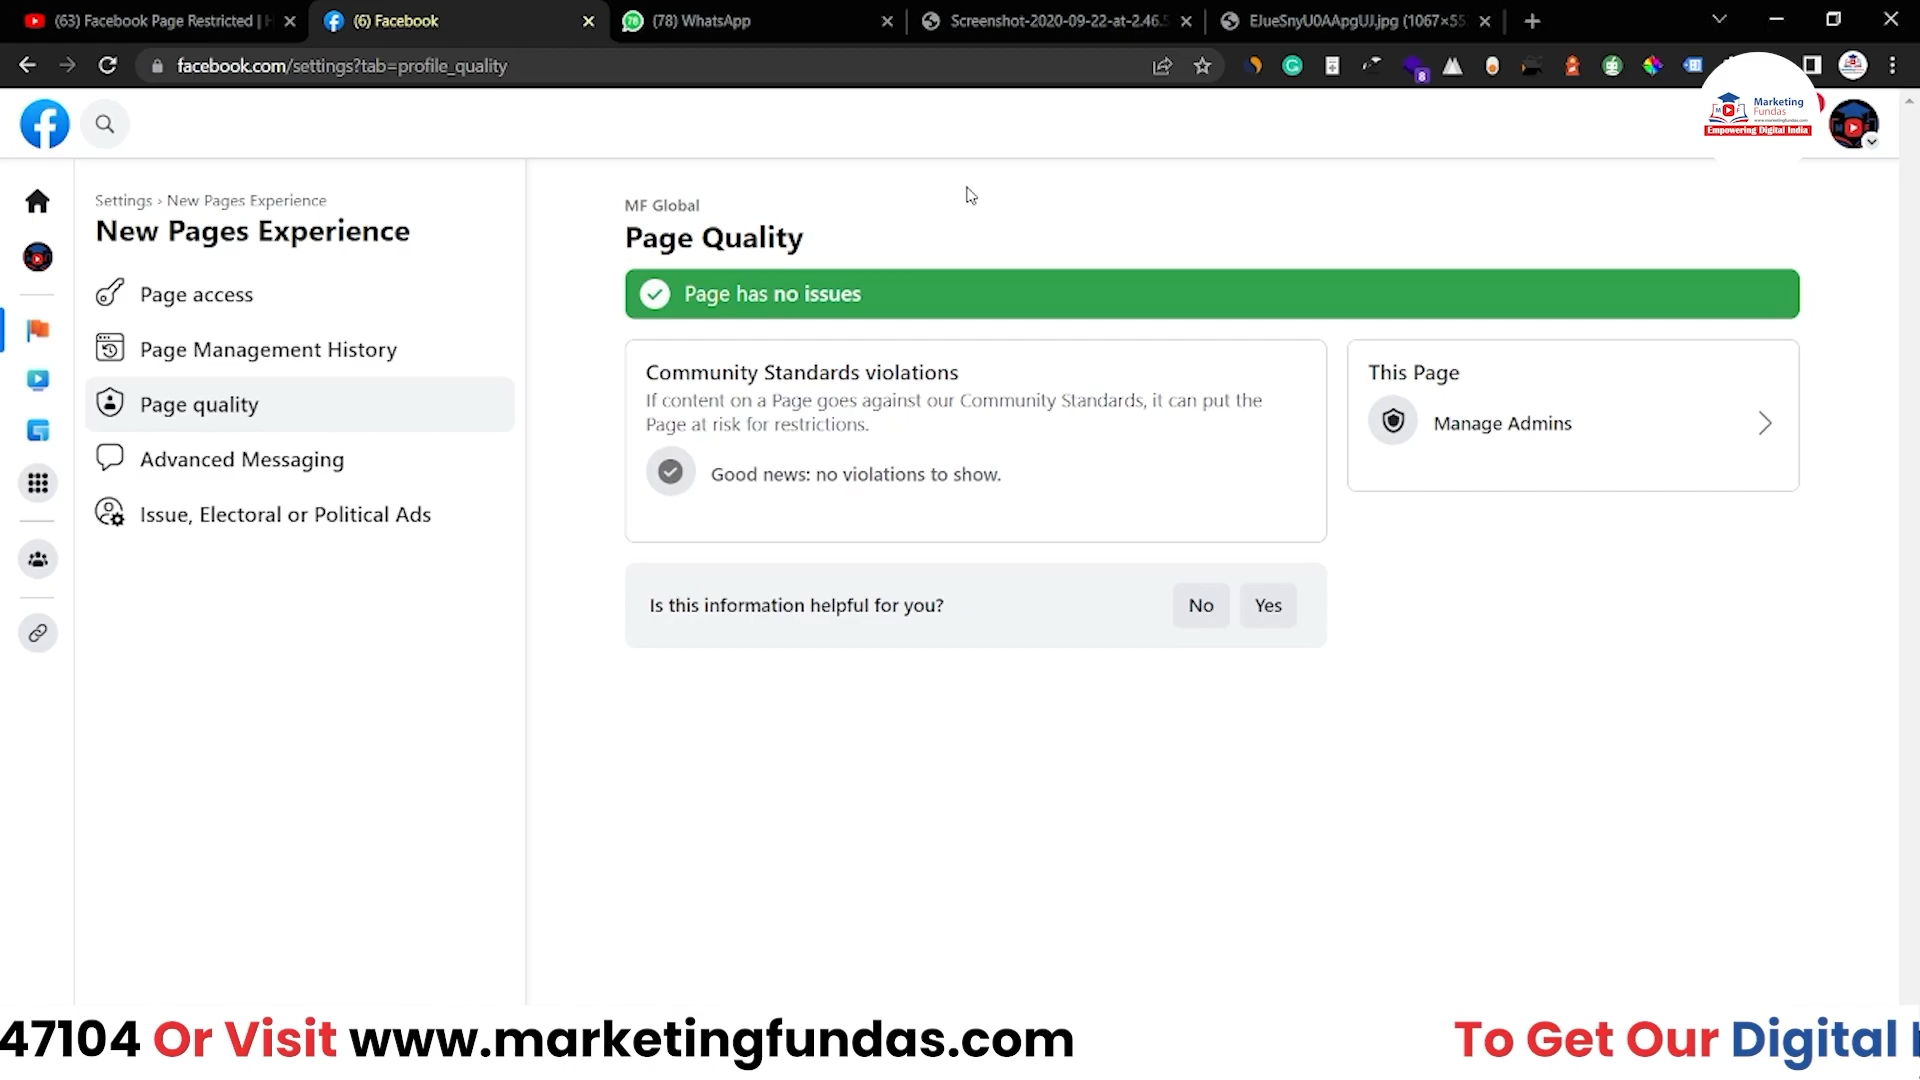 (63) Facebook Page Restricted | H
(6) Facebook
(78) WhatsApp
Screenshot-2020-09-22-at-2.46.5
EJueSnyU0AApgUJ.jpg (1067×55
facebook.com/settings?tab=profile_quality
8
Marketing
Fundas
www.marketingfundas.com
Empowering Digital India
Settings › New Pages Experience
New Pages Experience
Page access
Page Management History
Page quality
Advanced Messaging
Issue, Electoral or Political Ads
MF Global
Page Quality
Page has no issues
Community Standards violations
If content on a Page goes against our Community Standards, it can put the
Page at risk for restrictions.
Good news: no violations to show.
This Page
Manage Admins
Is this information helpful for you?
No
Yes
47104 Or Visit www.marketingfundas.com
To Get Our Digital